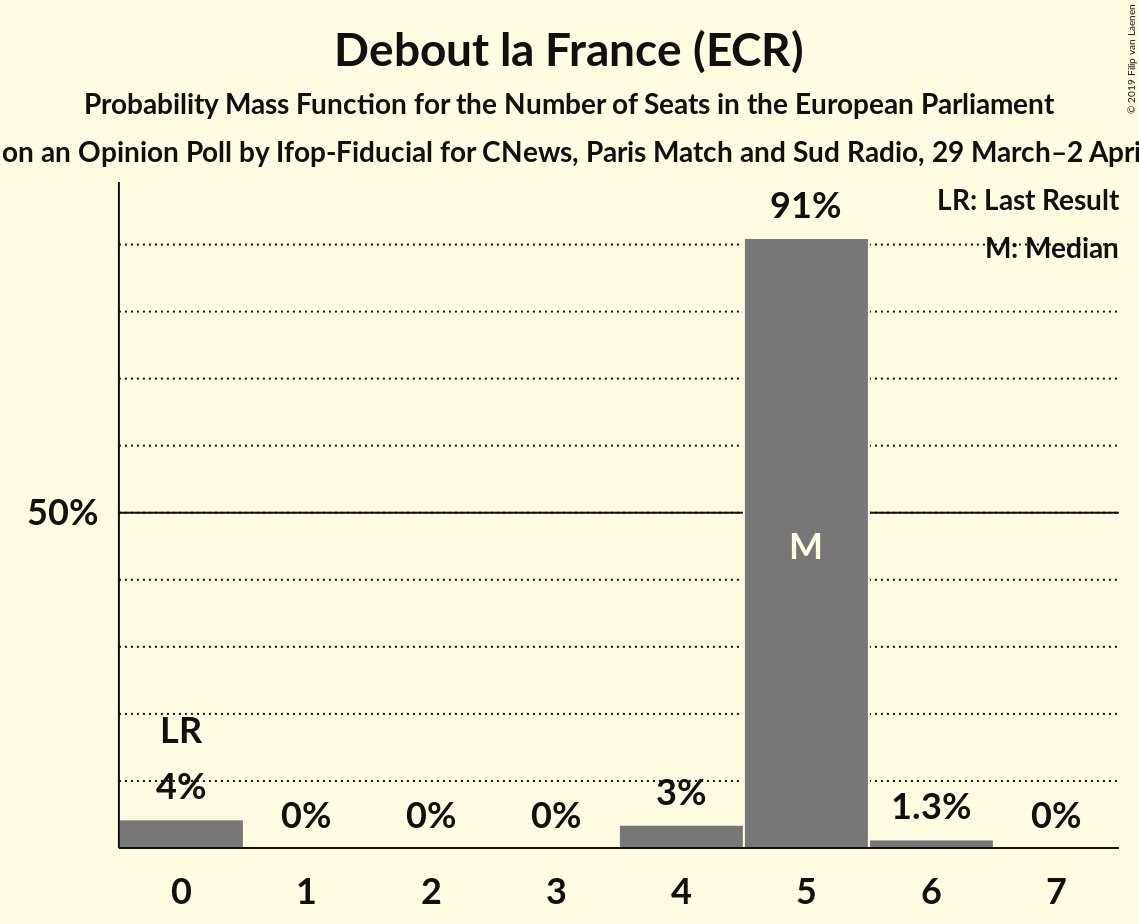 Debout la France (ECR)
Probability Mass Function for the Number of Seats in the European Parliament
on an Opinion Poll by Ifop-Fiducial for CNews, Paris Match and Sud Radio, 29 March–2 Apri
© 2019 Filip van Laenen
LR: Last Result
M: Median
91%
50%
M
LR
4%
0%
0%
0%
3%
1.3%
0%
0 1 2 3 4 5 6 7